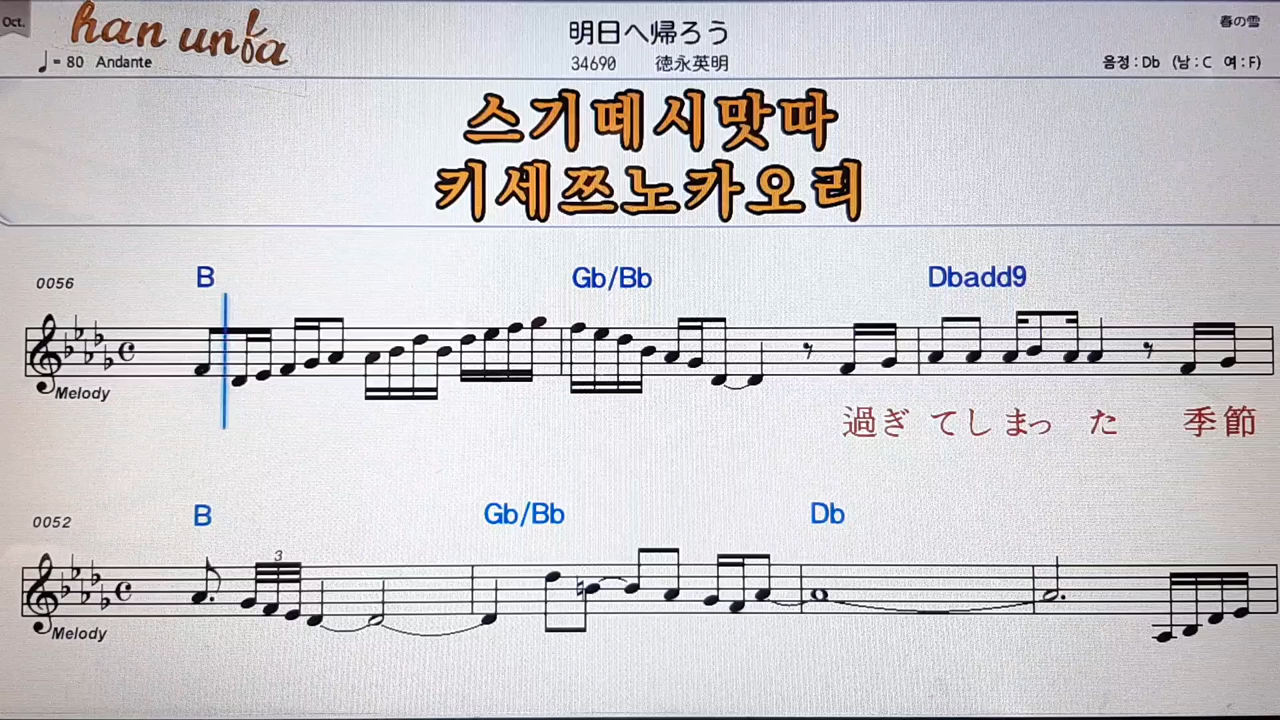 Oct.
han unta
明日へ帰ろう
春の雪
♩= 80 Andante
34690 徳永英明
음정 : Db (남 : C 여 : F)
스기떼시맛따
키세쯔노카오리
0056
B Gb/Bb Dbadd9
Melody
過ぎてしまった 季節
0052
B Gb/Bb Db
3
Melody